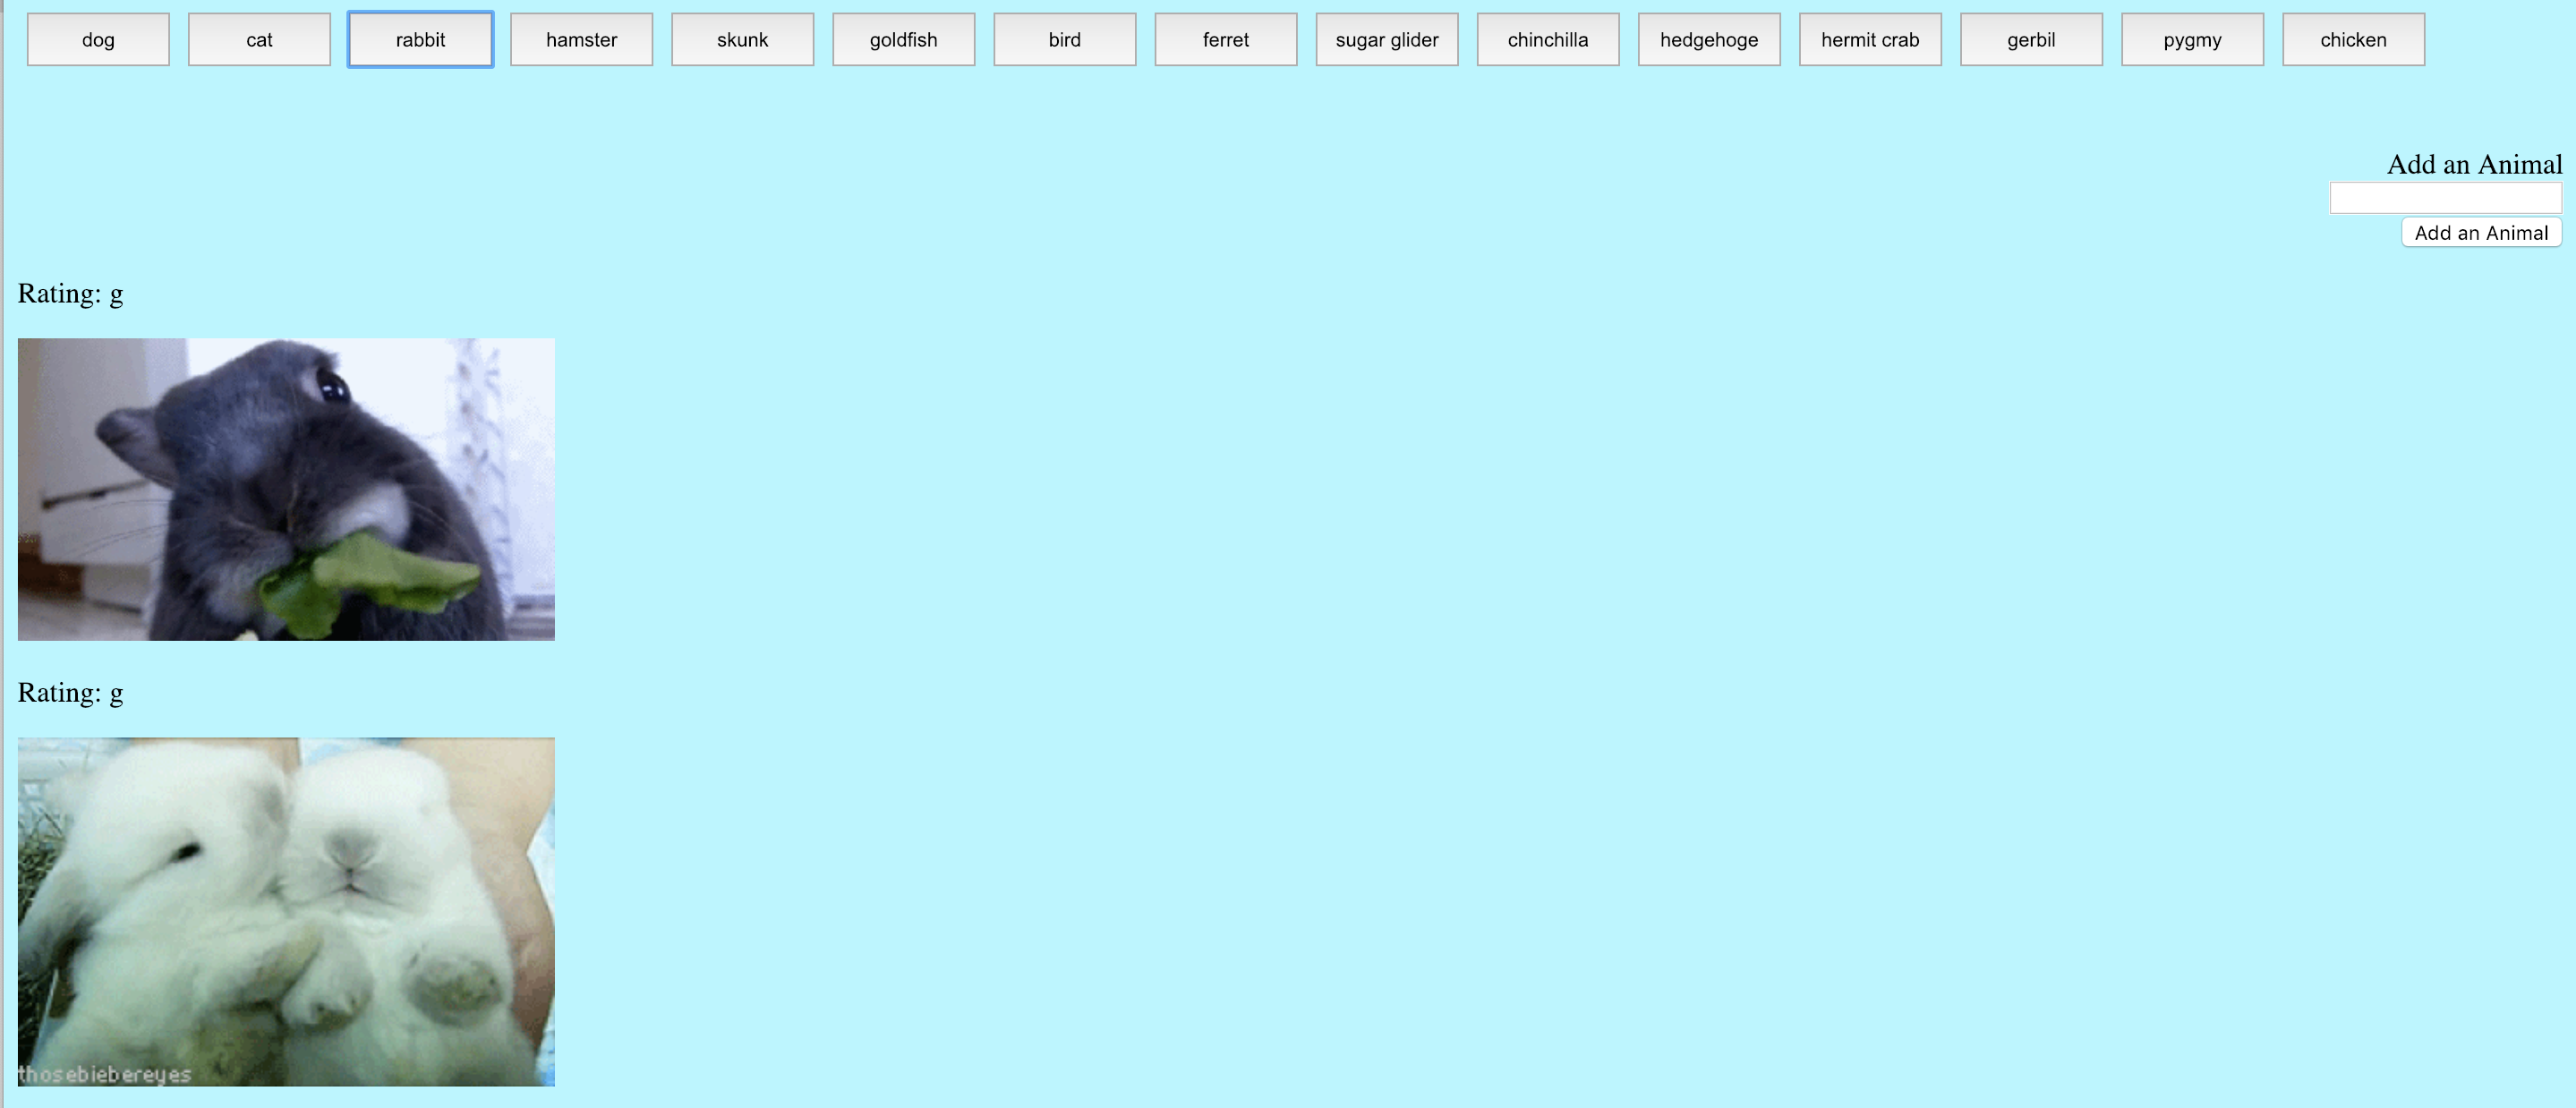 dog cat rabbit hamster skunk goldfish bird ferret sugar glider chinchilla hedgehoge hermit crab gerbil pygmy chicken
Add an Animal
Add an Animal
Rating: g
Rating: g
thosebiebereyes